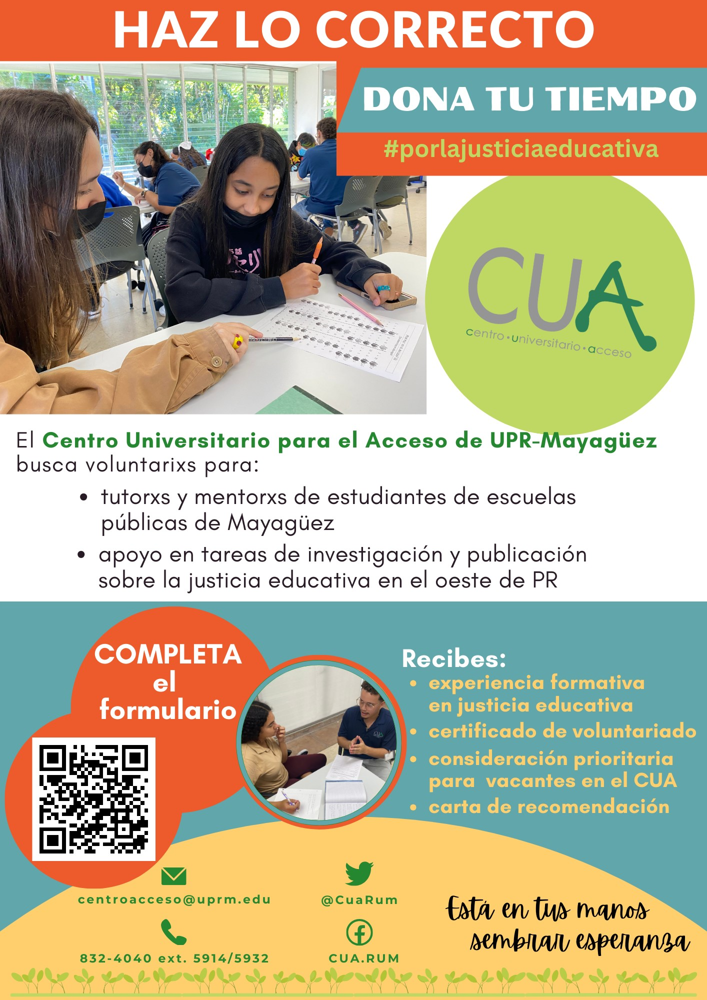 HAZ LO CORRECTO
DONA TU TIEMPO
#porlajusticiaeducativa
CUA
centro • universitario • acceso
El Centro Universitario para el Acceso de UPR-Mayagüez
busca voluntarixs para:
• tutorxs y mentorxs de estudiantes de escuelas
públicas de Mayagüez
• apoyo en tareas de investigación y publicación
sobre la justicia educativa en el oeste de PR
COMPLETA
el
formulario
Recibes:
• experiencia formativa
en justicia educativa
• certificado de voluntariado
• consideración prioritaria
para vacantes en el CUA
• carta de recomendación
centroacceso@uprm.edu
@CuaRum
832-4040 ext. 5914/5932
CUA.RUM
Está en tus manos
sembrar esperanza